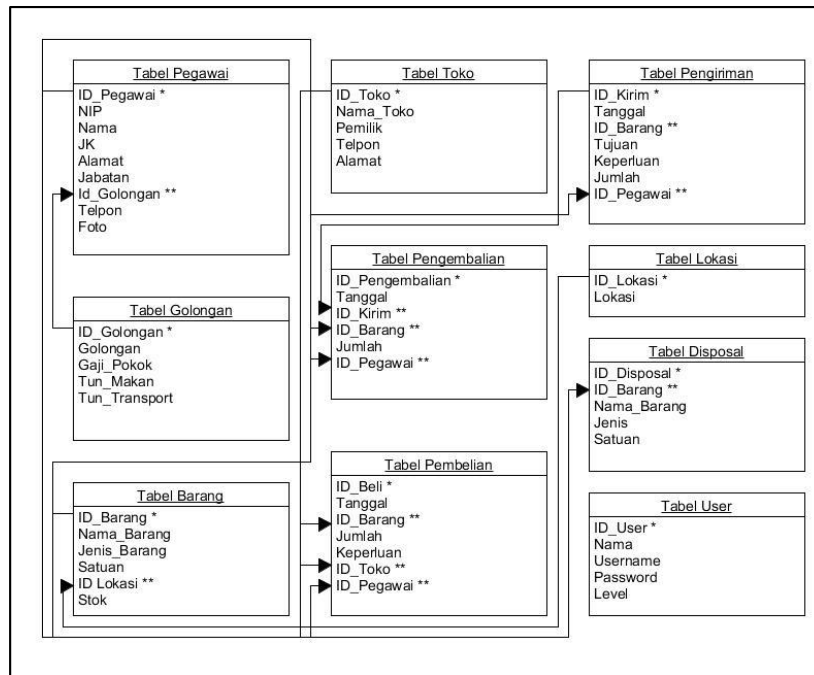 Tabel Pegawai
ID_Pegawai *
NIP
Nama
JK
Alamat
Jabatan
Id_Golongan **
Telpon
Foto
Tabel Toko
ID_Toko *
Nama_Toko
Pemilik
Telpon
Alamat
Tabel Pengiriman
ID_Kirim *
Tanggal
ID_Barang **
Tujuan
Keperluan
Jumlah
ID_Pegawai **
Tabel Golongan
ID_Golongan *
Golongan
Gaji_Pokok
Tun_Makan
Tun_Transport
Tabel Pengembalian
ID_Pengembalian *
Tanggal
ID_Kirim **
ID_Barang **
Jumlah
ID_Pegawai **
Tabel Lokasi
ID_Lokasi *
Lokasi
Tabel Disposal
ID_Disposal *
ID_Barang **
Nama_Barang
Jenis
Satuan
Tabel Barang
ID_Barang *
Nama_Barang
Jenis_Barang
Satuan
ID Lokasi **
Stok
Tabel Pembelian
ID_Beli *
Tanggal
ID_Barang **
Jumlah
Keperluan
ID_Toko **
ID_Pegawai **
Tabel User
ID_User *
Nama
Username
Password
Level